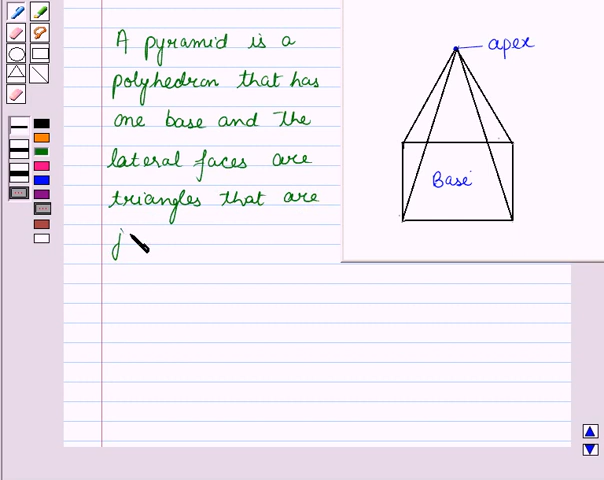 A pyramid is a
polyhedron that has
one base and the
lateral faces are
triangles that are
j
apex
Base